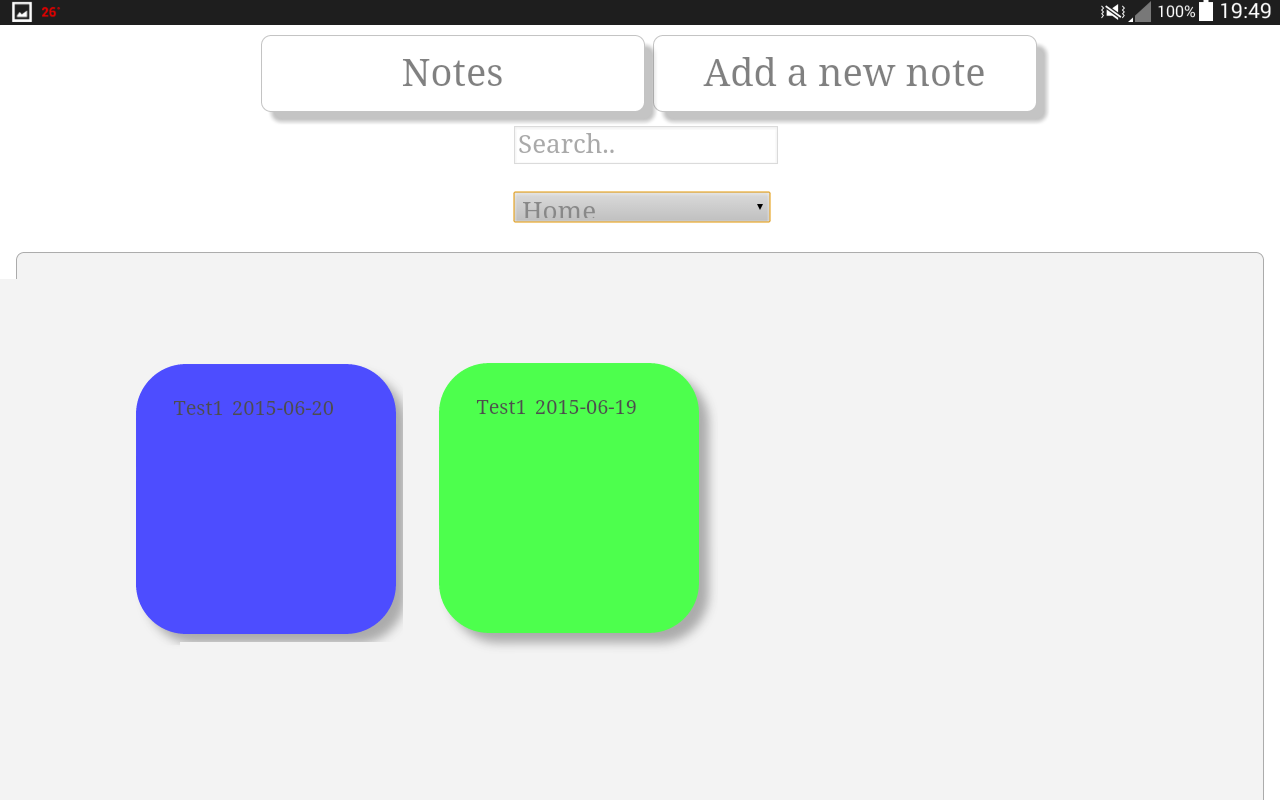 26° 100% 19:49
Notes Add a new note
Search..
Home
Test1 2015-06-20 Test1 2015-06-19